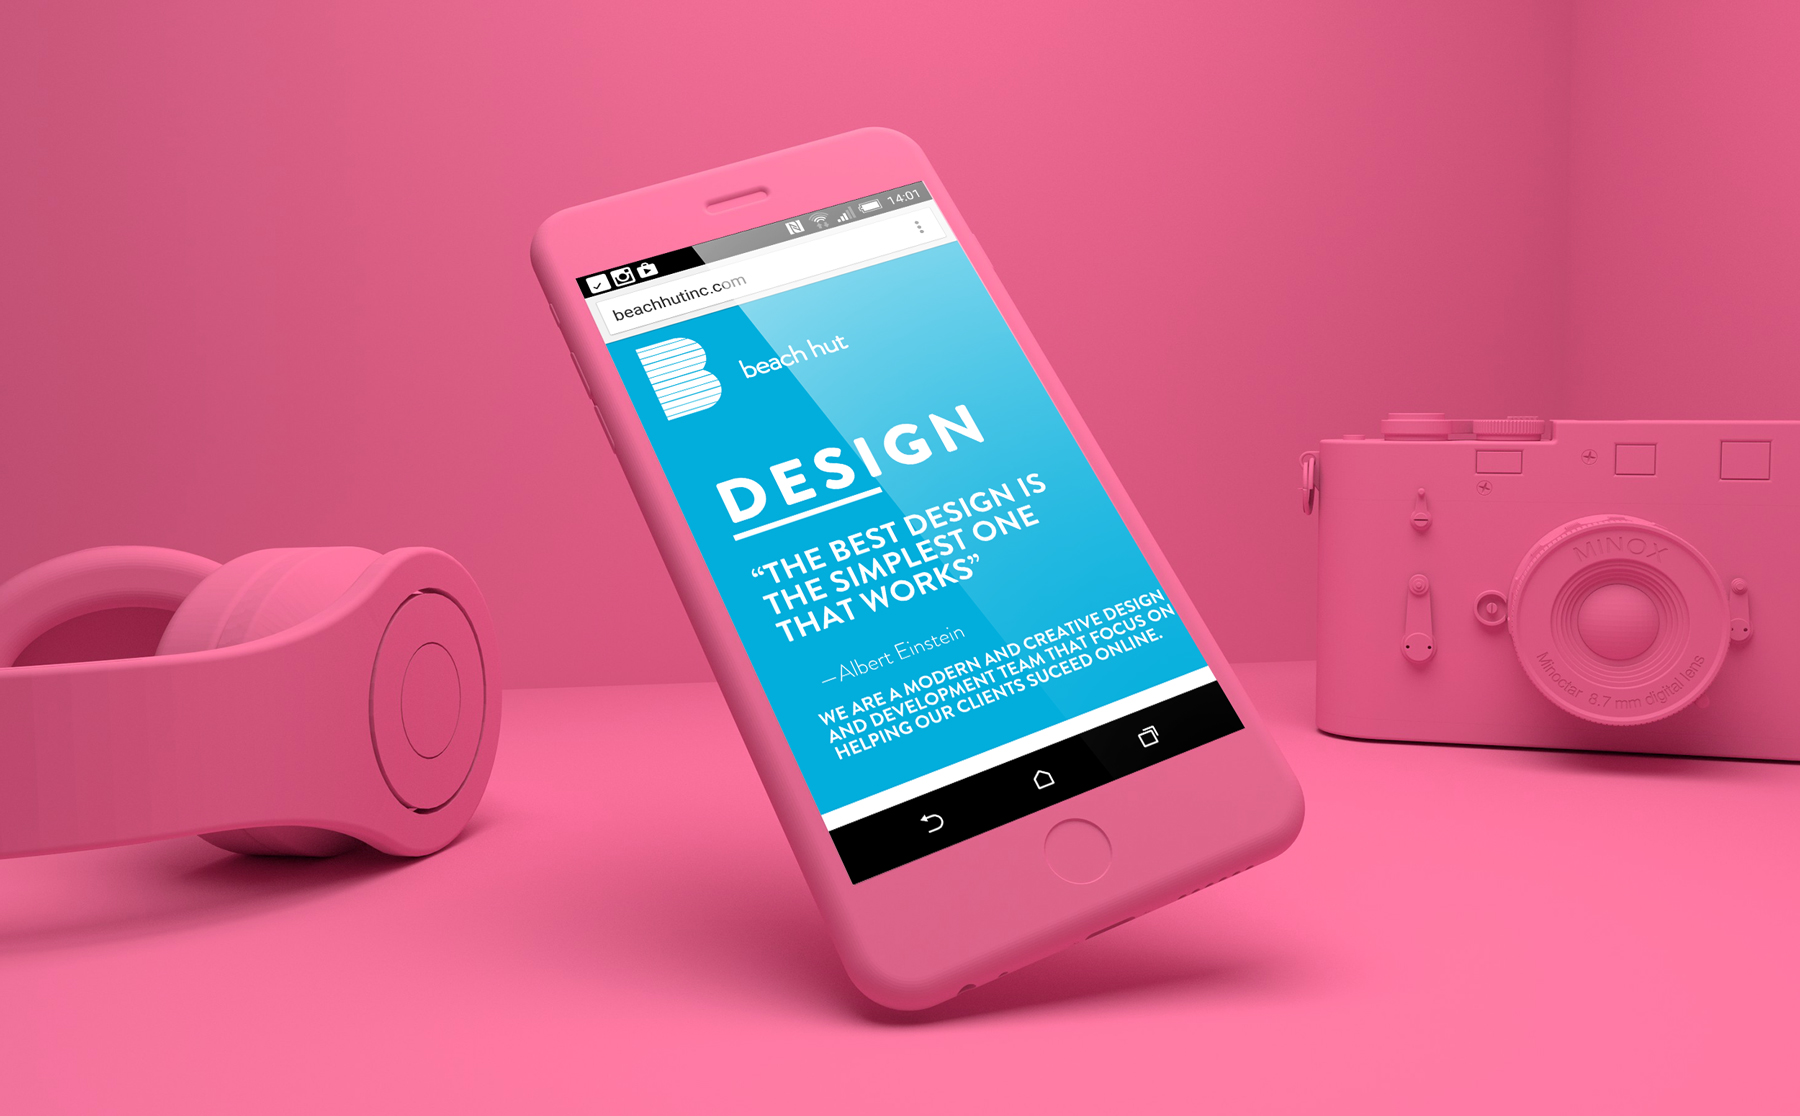 14:01
beachhutinc.com
B
beach hut
DESIGN
“THE BEST DESIGN IS
THE SIMPLEST ONE
THAT WORKS”
—Albert Einstein
WE ARE A MODERN AND CREATIVE DESIGN
AND DEVELOPMENT TEAM THAT FOCUS ON
HELPING OUR CLIENTS SUCEED ONLINE.
MINOX
Minoctar 8.7 mm digital lens